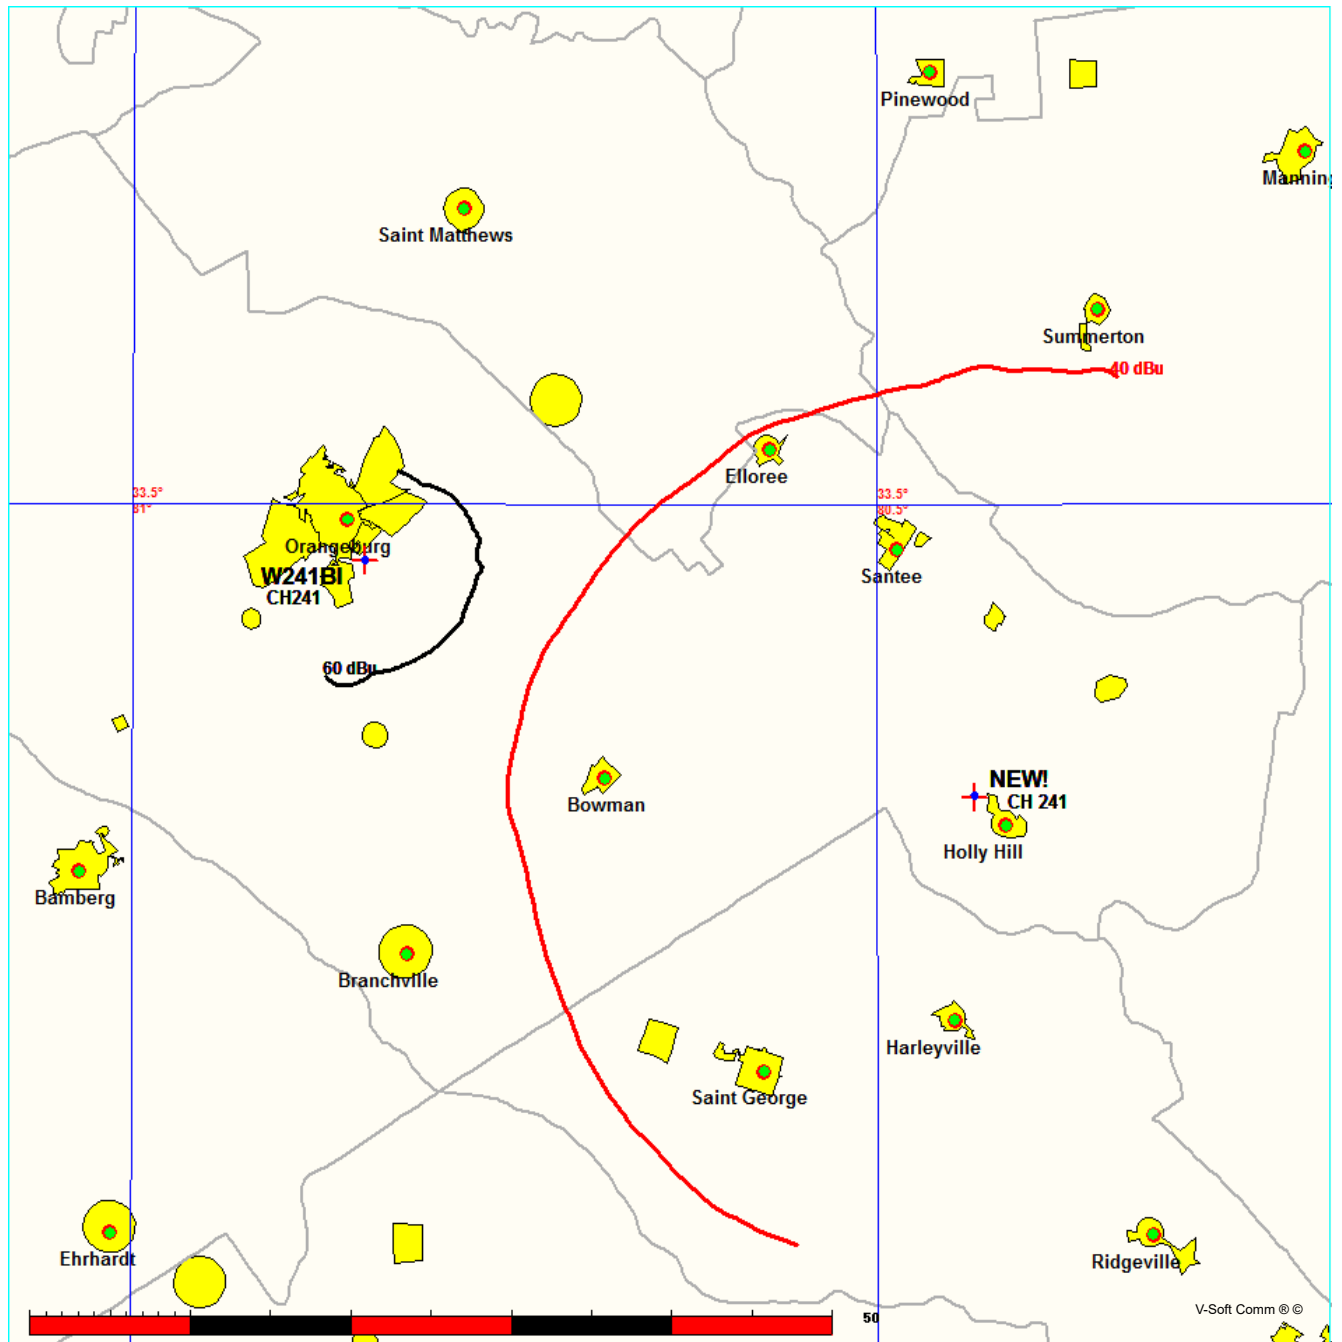 Pinewood
Manning
Saint Matthews
Summerton
40 dBu
Elloree
33.5°
81°
33.5°
80.5°
Orangeburg
W241BI
CH241
Santee
60 dBu
NEW!
CH 241
Bowman
Holly Hill
Bamberg
Branchville
Harleyville
Saint George
Ehrhardt
Ridgeville
V-Soft Comm ® ©
50